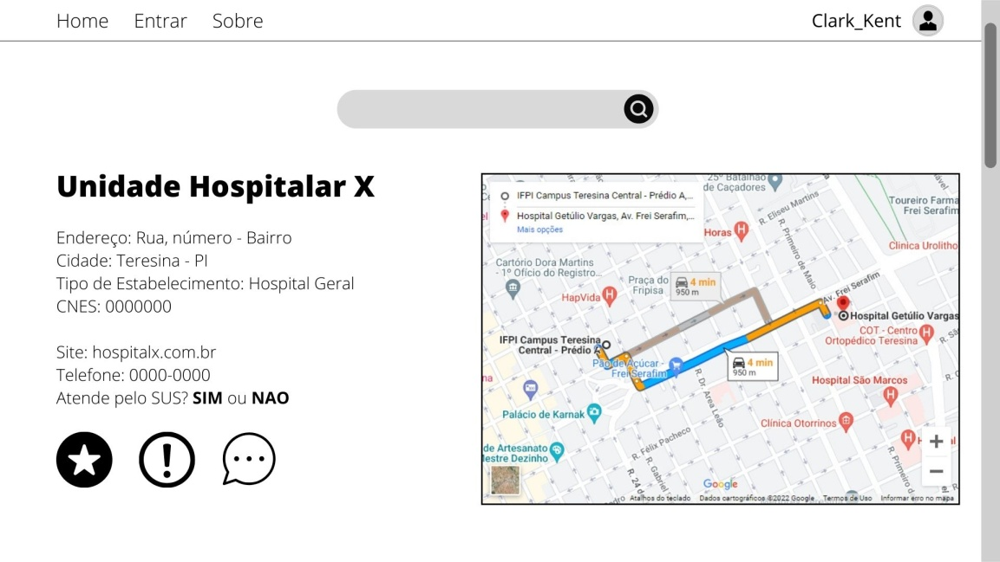 Home Entrar Sobre
Clark_Kent
Unidade Hospitalar X
Endereço: Rua, número - Bairro
Cidade: Teresina - PI
Tipo de Estabelecimento: Hospital Geral
CNES: 0000000
Site: hospitalx.com.br
Telefone: 0000-0000
Atende pelo SUS? SIM ou NAO
25º Batalhão
de Caçadores
IFPI Campus Teresina Central - Prédio A,...
Hospital Getúlio Vargas, Av. Frei Serafim,...
Mais opções
R. Eliseu Martins
Toureiro Farma
Frei Serafim
Horas
R. Primeiro de Maio
Clinica Urolitho
Cartório Dora Martins
- 1º Ofício do Registro...
Praça do
Fripisa
4 min
950 m
Av. Frei Serafim
HapVida
Hospital Getúlio Vargas
COT - Centro
Ortopédico Teresina
IFPI Campus Teresina
Central - Prédio A
Pão de Açúcar -
Frei Serafim
4 min
950 m
R. Dr. Area Leão
Hospital São Marcos
Palácio de Karnak
Clínica Otorrinos
R. Félix Pacheco
de Artesanato
Mestre Dezinho
R. 24 d
R. Gabriel
R. Primeiro
Google
Atalhos do teclado Dados cartográficos ©2022 Google Termos de Uso Informar erro no mapa